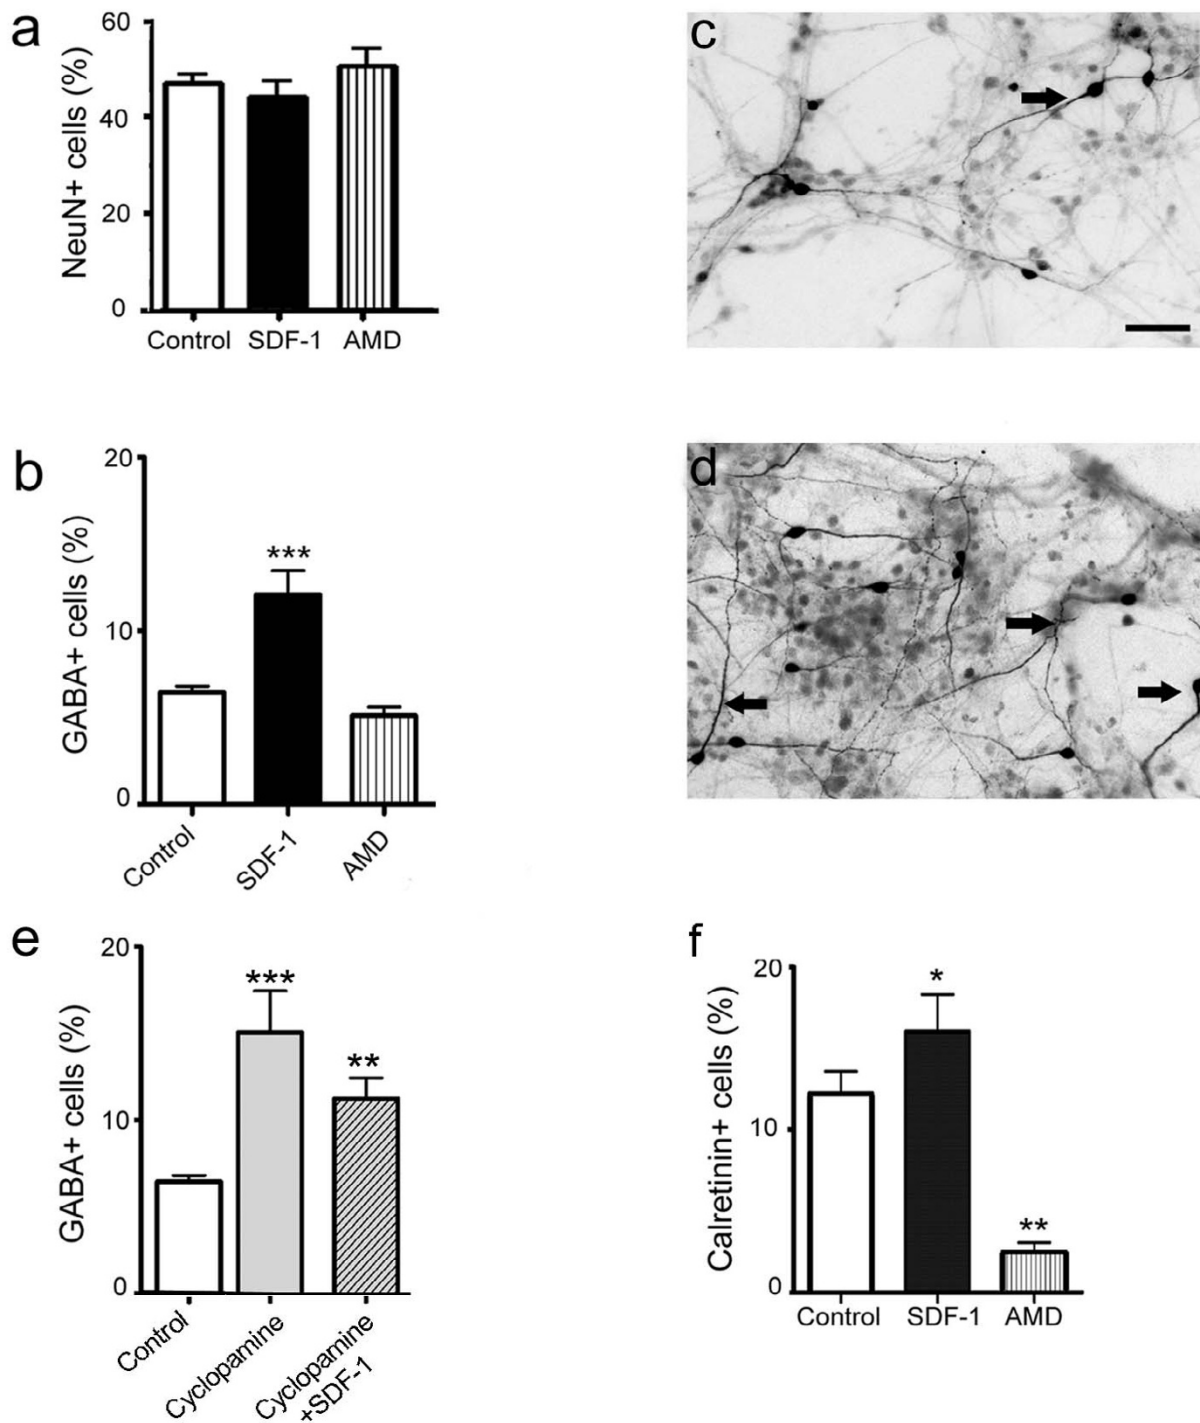 a
60
40
20
0
NeuN+ cells (%)
Control SDF-1 AMD
c
b
20
10
0
GABA+ cells (%)
***
Control
SDF-1
AMD
d
e
20
10
0
GABA+ cells (%)
***
**
Control
Cyclopamine
Cyclopamine
+SDF-1
f
20
10
0
Calretinin+ cells (%)
*
**
Control SDF-1 AMD